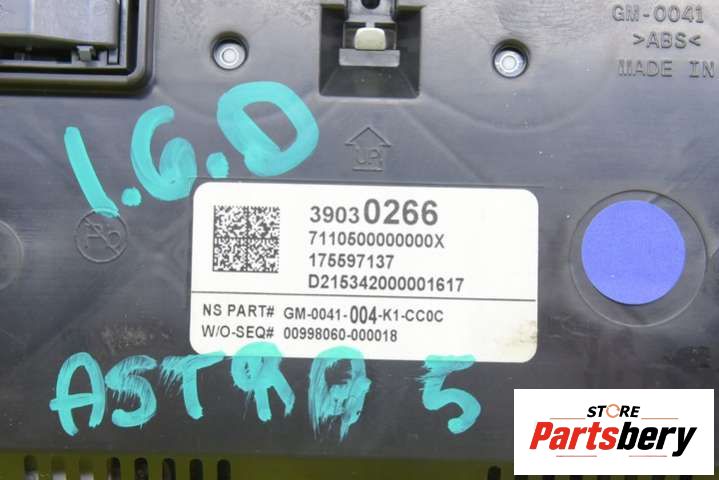 GM-0041
>ABS<
MADE IN
1.6.D
UP
Pb
39030266
7110500000000X
175597137
D215342000001617
NS PART# GM-0041-004-K1-CC0C
W/O-SEQ# 00998060-000018
ASTRA 5
STORE
Partsbery